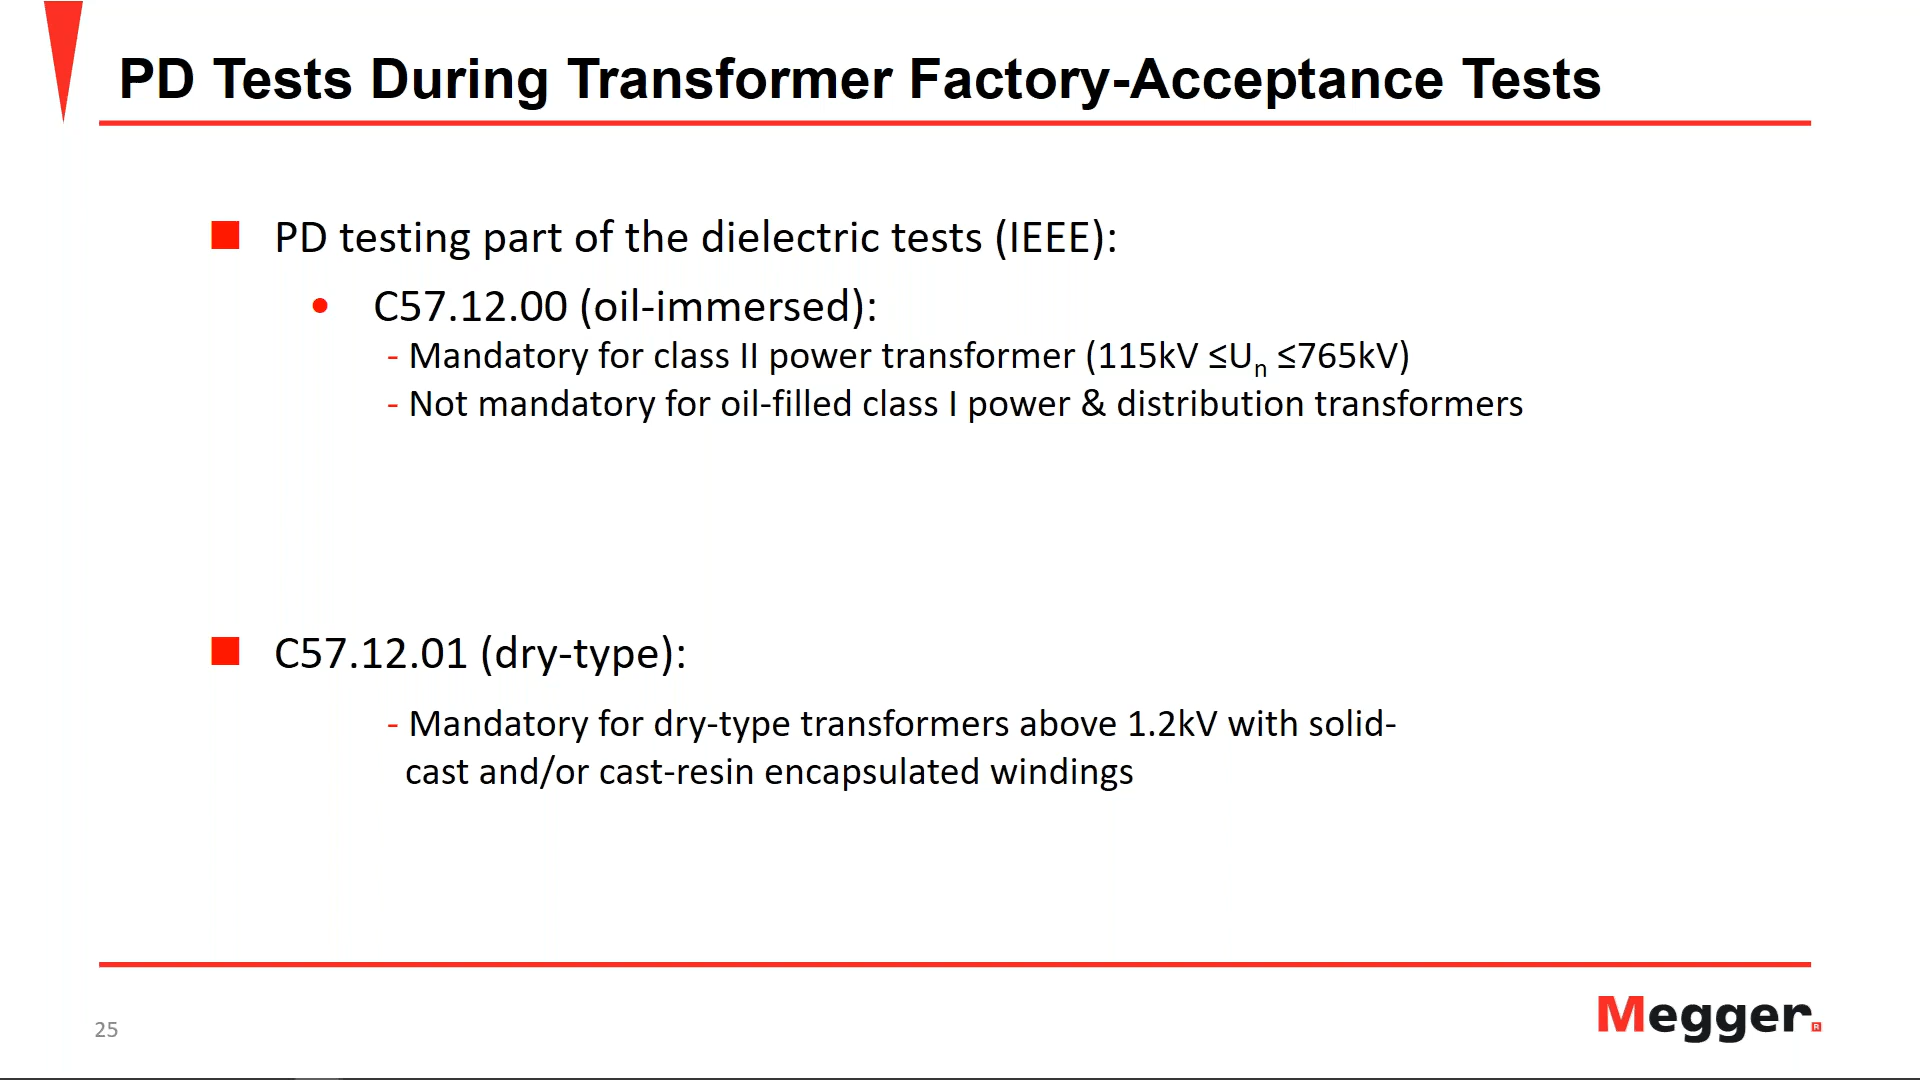 PD Tests During Transformer Factory-Acceptance Tests
PD testing part of the dielectric tests (IEEE):
C57.12.00 (oil-immersed):
- Mandatory for class II power transformer (115kV ≤Un ≤765kV)
- Not mandatory for oil-filled class I power & distribution transformers
C57.12.01 (dry-type):
- Mandatory for dry-type transformers above 1.2kV with solid-
cast and/or cast-resin encapsulated windings
25
Megger®